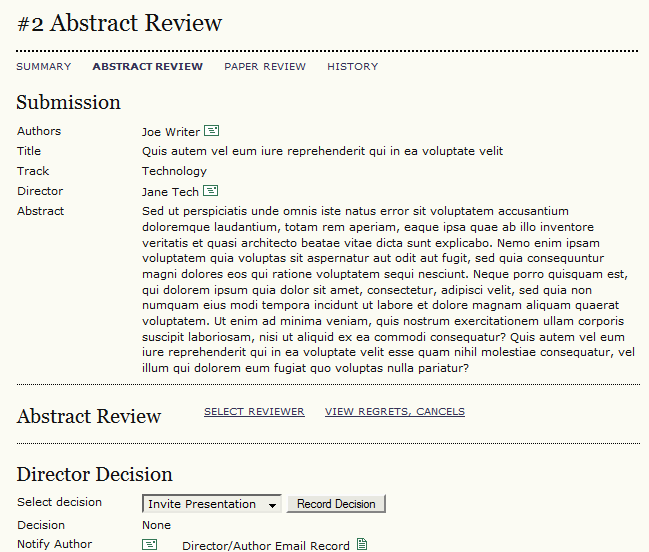 #2 Abstract Review
SUMMARY ABSTRACT REVIEW PAPER REVIEW HISTORY
Submission
Authors Joe Writer
Title Quis autem vel eum iure reprehenderit qui in ea voluptate velit
Track Technology
Director Jane Tech
Abstract Sed ut perspiciatis unde omnis iste natus error sit voluptatem accusantium
doloremque laudantium, totam rem aperiam, eaque ipsa quae ab illo inventore
veritatis et quasi architecto beatae vitae dicta sunt explicabo. Nemo enim ipsam
voluptatem quia voluptas sit aspernatur aut odit aut fugit, sed quia consequuntur
magni dolores eos qui ratione voluptatem sequi nesciunt. Neque porro quisquam est,
qui dolorem ipsum quia dolor sit amet, consectetur, adipisci velit, sed quia non
numquam eius modi tempora incidunt ut labore et dolore magnam aliquam quaerat
voluptatem. Ut enim ad minima veniam, quis nostrum exercitationem ullam corporis
suscipit laboriosam, nisi ut aliquid ex ea commodi consequatur? Quis autem vel eum
iure reprehenderit qui in ea voluptate velit esse quam nihil molestiae consequatur, vel
illum qui dolorem eum fugiat quo voluptas nulla pariatur?
Abstract Review SELECT REVIEWER VIEW REGRETS, CANCELS
Director Decision
Select decision Invite Presentation Record Decision
Decision None
Notify Author Director/Author Email Record